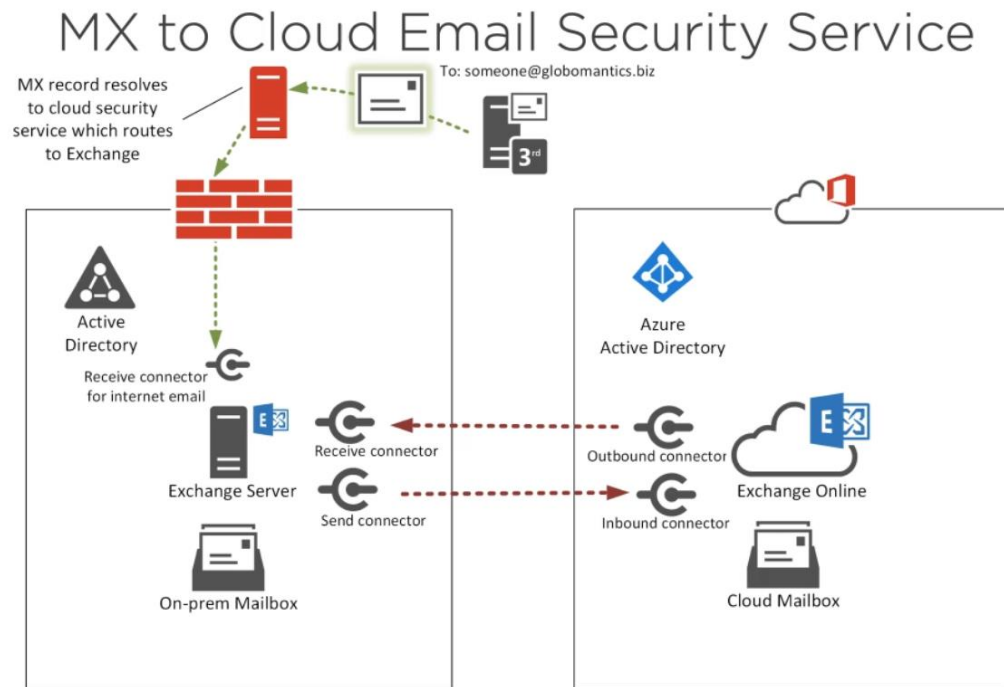 MX to Cloud Email Security Service
To: someone@globomantics.biz
MX record resolves
to cloud security
service which routes
to Exchange
3rd
Active
Directory
Azure
Active Directory
Receive connector
for internet email
E
Receive connector
Outbound connector
E
Exchange Server
Send connector
Inbound connector
Exchange Online
On-prem Mailbox
Cloud Mailbox